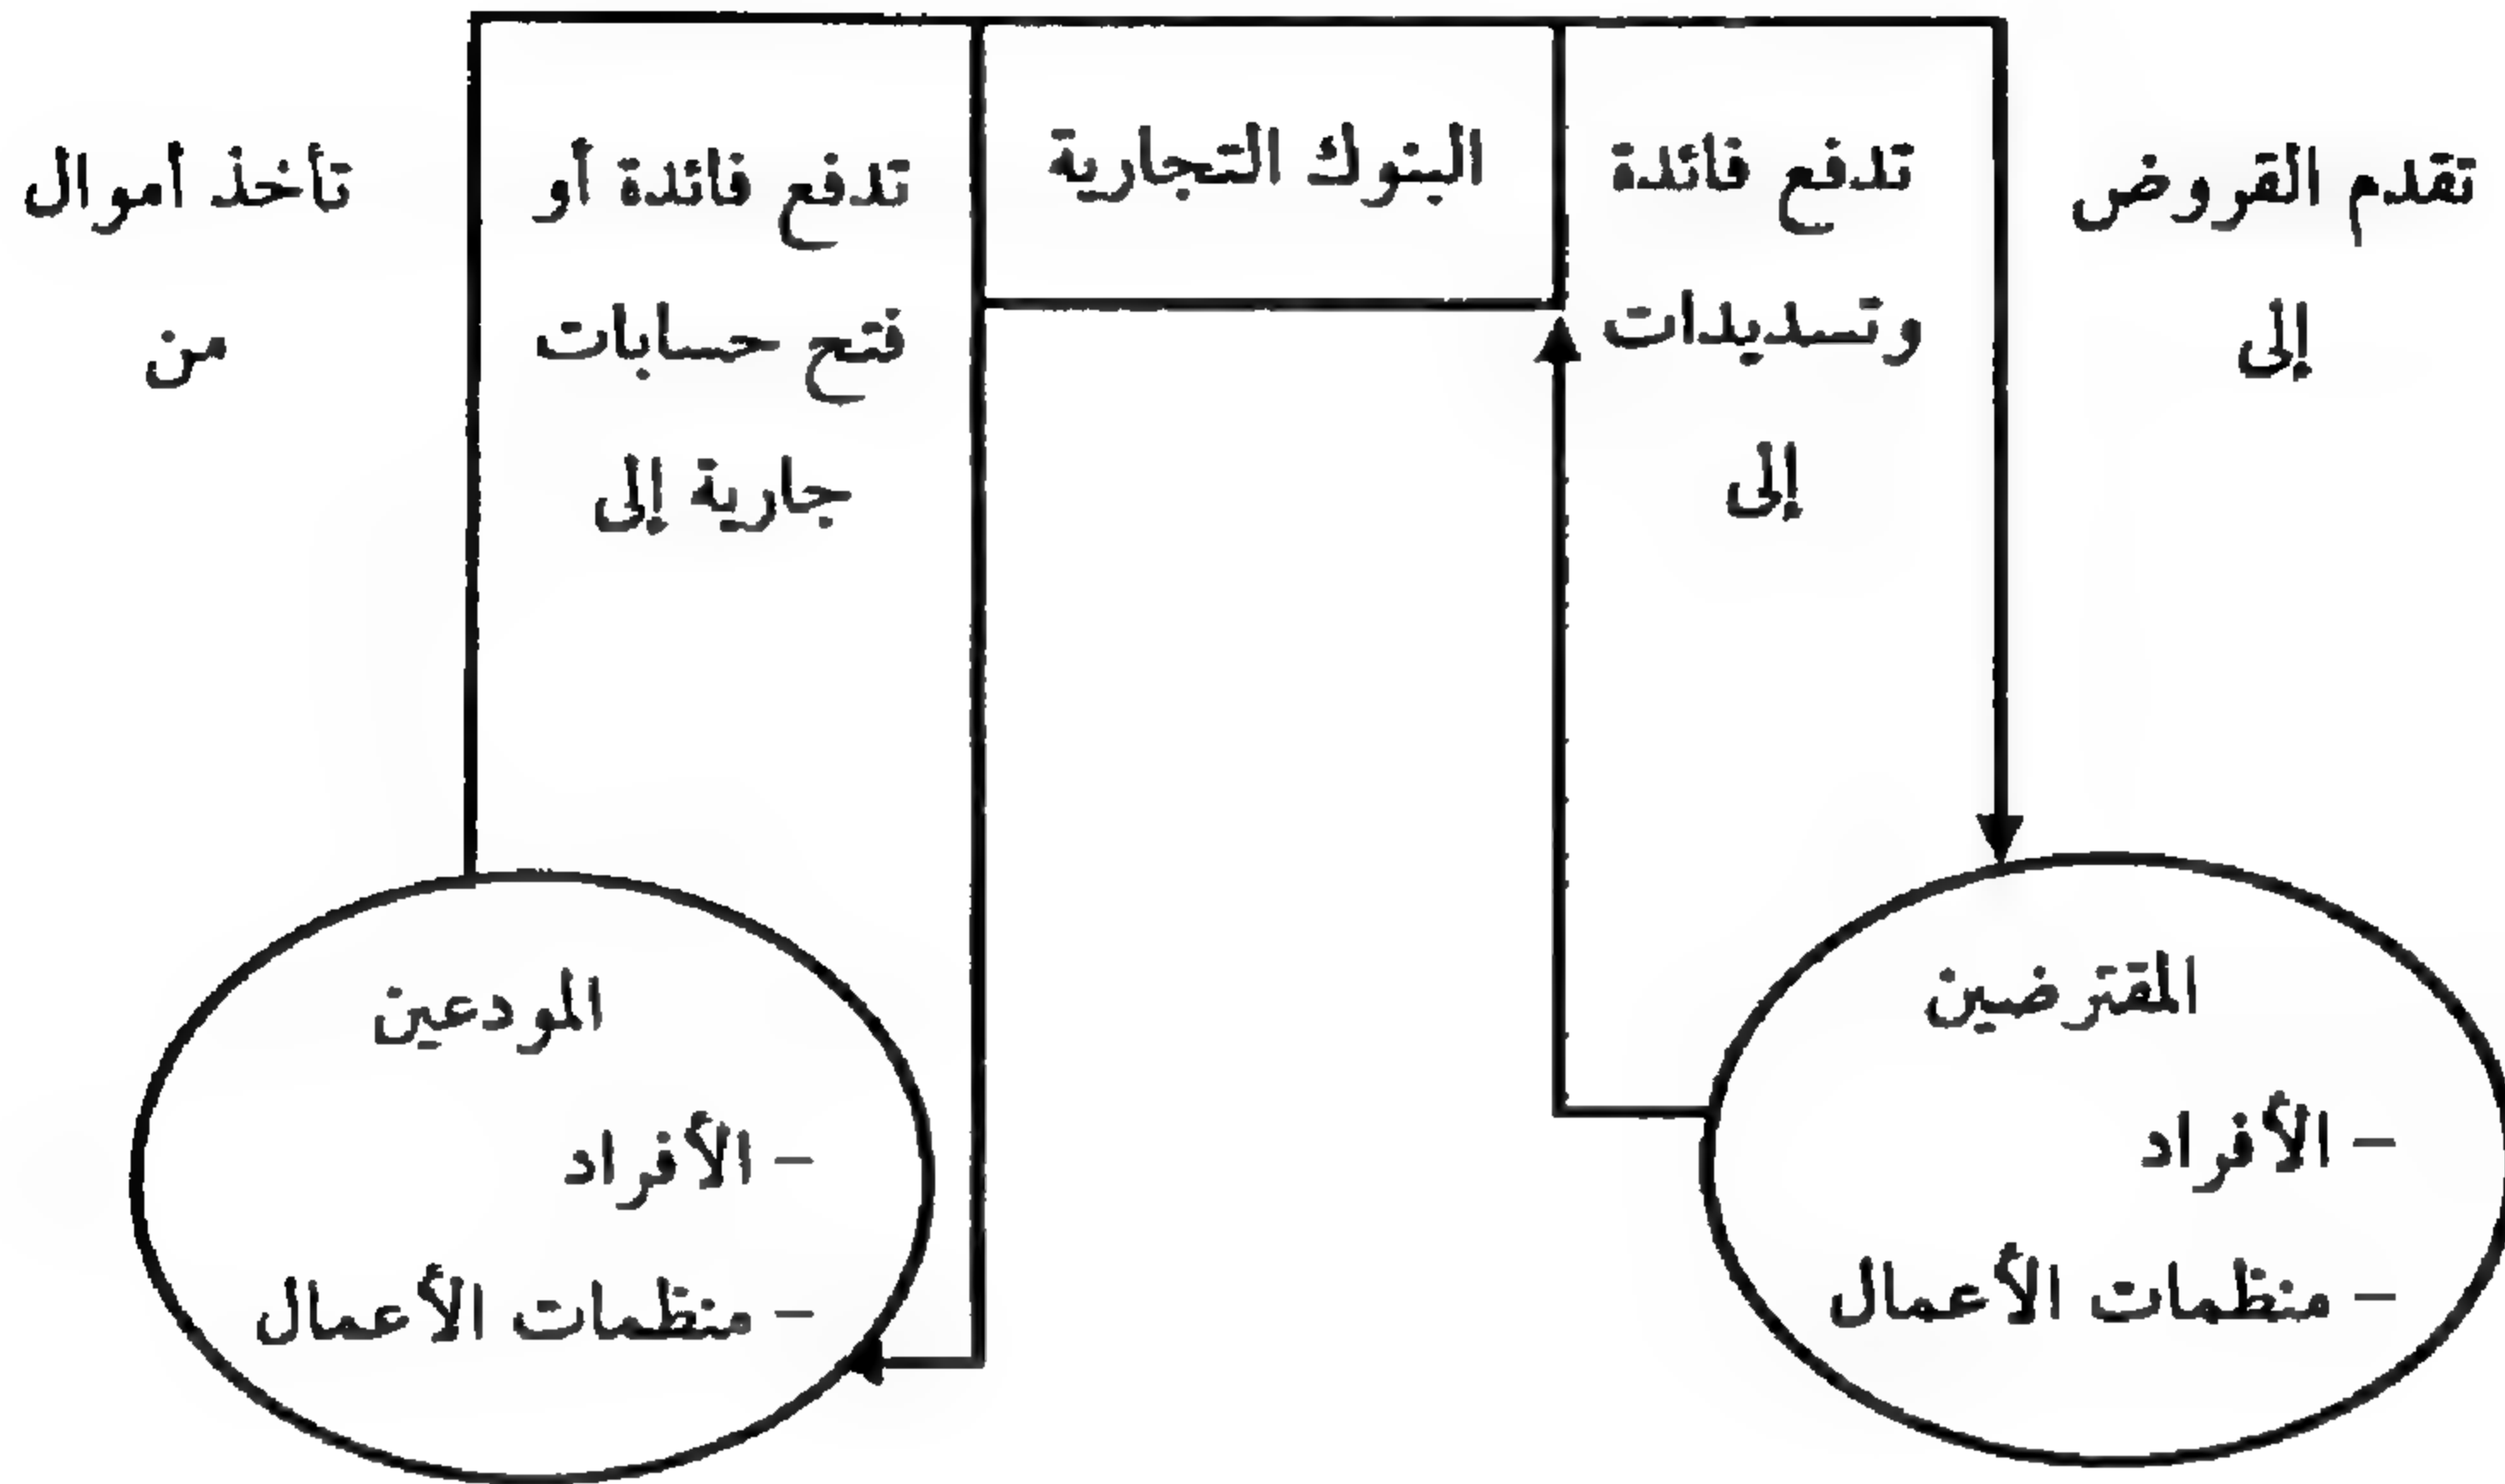 تقدم القروض
إلى
تدفع فائدة
وتسديدات
إلى
البنوك التجارية
تدفع فائدة أو
فتح حسابات
جارية إلى
تأخذ أموال
من
المقترضين
– الأفراد
– منظمات الأعمال
المودعين
– الأفراد
– منظمات الأعمال